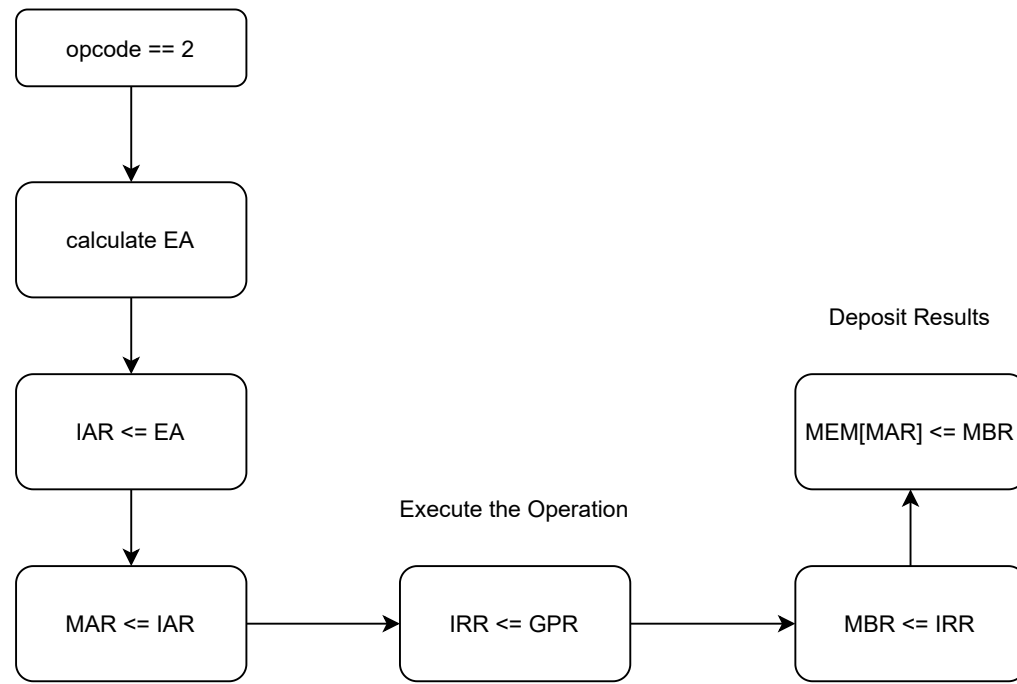 opcode == 2
calculate EA
IAR <= EA
MAR <= IAR
Execute the Operation
IRR <= GPR
MBR <= IRR
Deposit Results
MEM[MAR] <= MBR